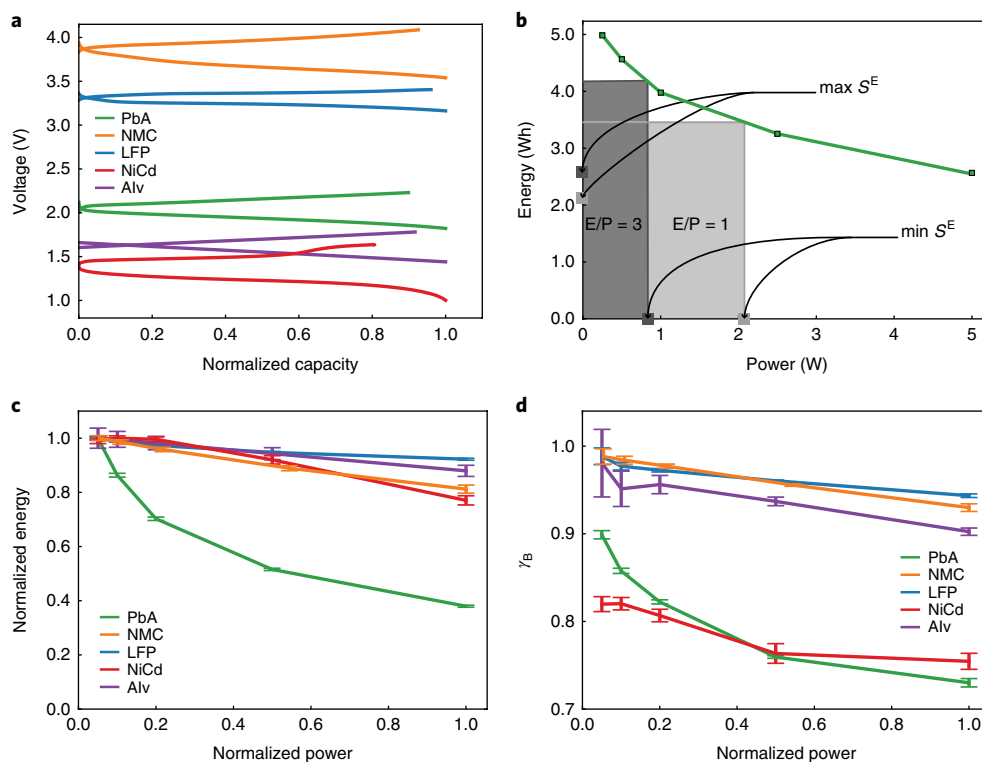 a
4.0
3.5
3.0
2.5
2.0
1.5
1.0
Voltage (V)
PbA
NMC
LFP
NiCd
Alv
0.0 0.2 0.4 0.6 0.8 1.0
Normalized capacity
b
5.0
4.0
3.0
2.0
1.0
0.0
Energy (Wh)
max S^E
E/P = 3 E/P = 1
min S^E
0 1 2 3 4 5
Power (W)
c
1.0
0.8
0.6
0.4
0.2
0.0
Normalized energy
PbA
NMC
LFP
NiCd
Alv
0.0 0.2 0.4 0.6 0.8 1.0
Normalized power
d
1.0
0.9
0.8
0.7
γB
PbA
NMC
LFP
NiCd
Alv
0.0 0.2 0.4 0.6 0.8 1.0
Normalized power